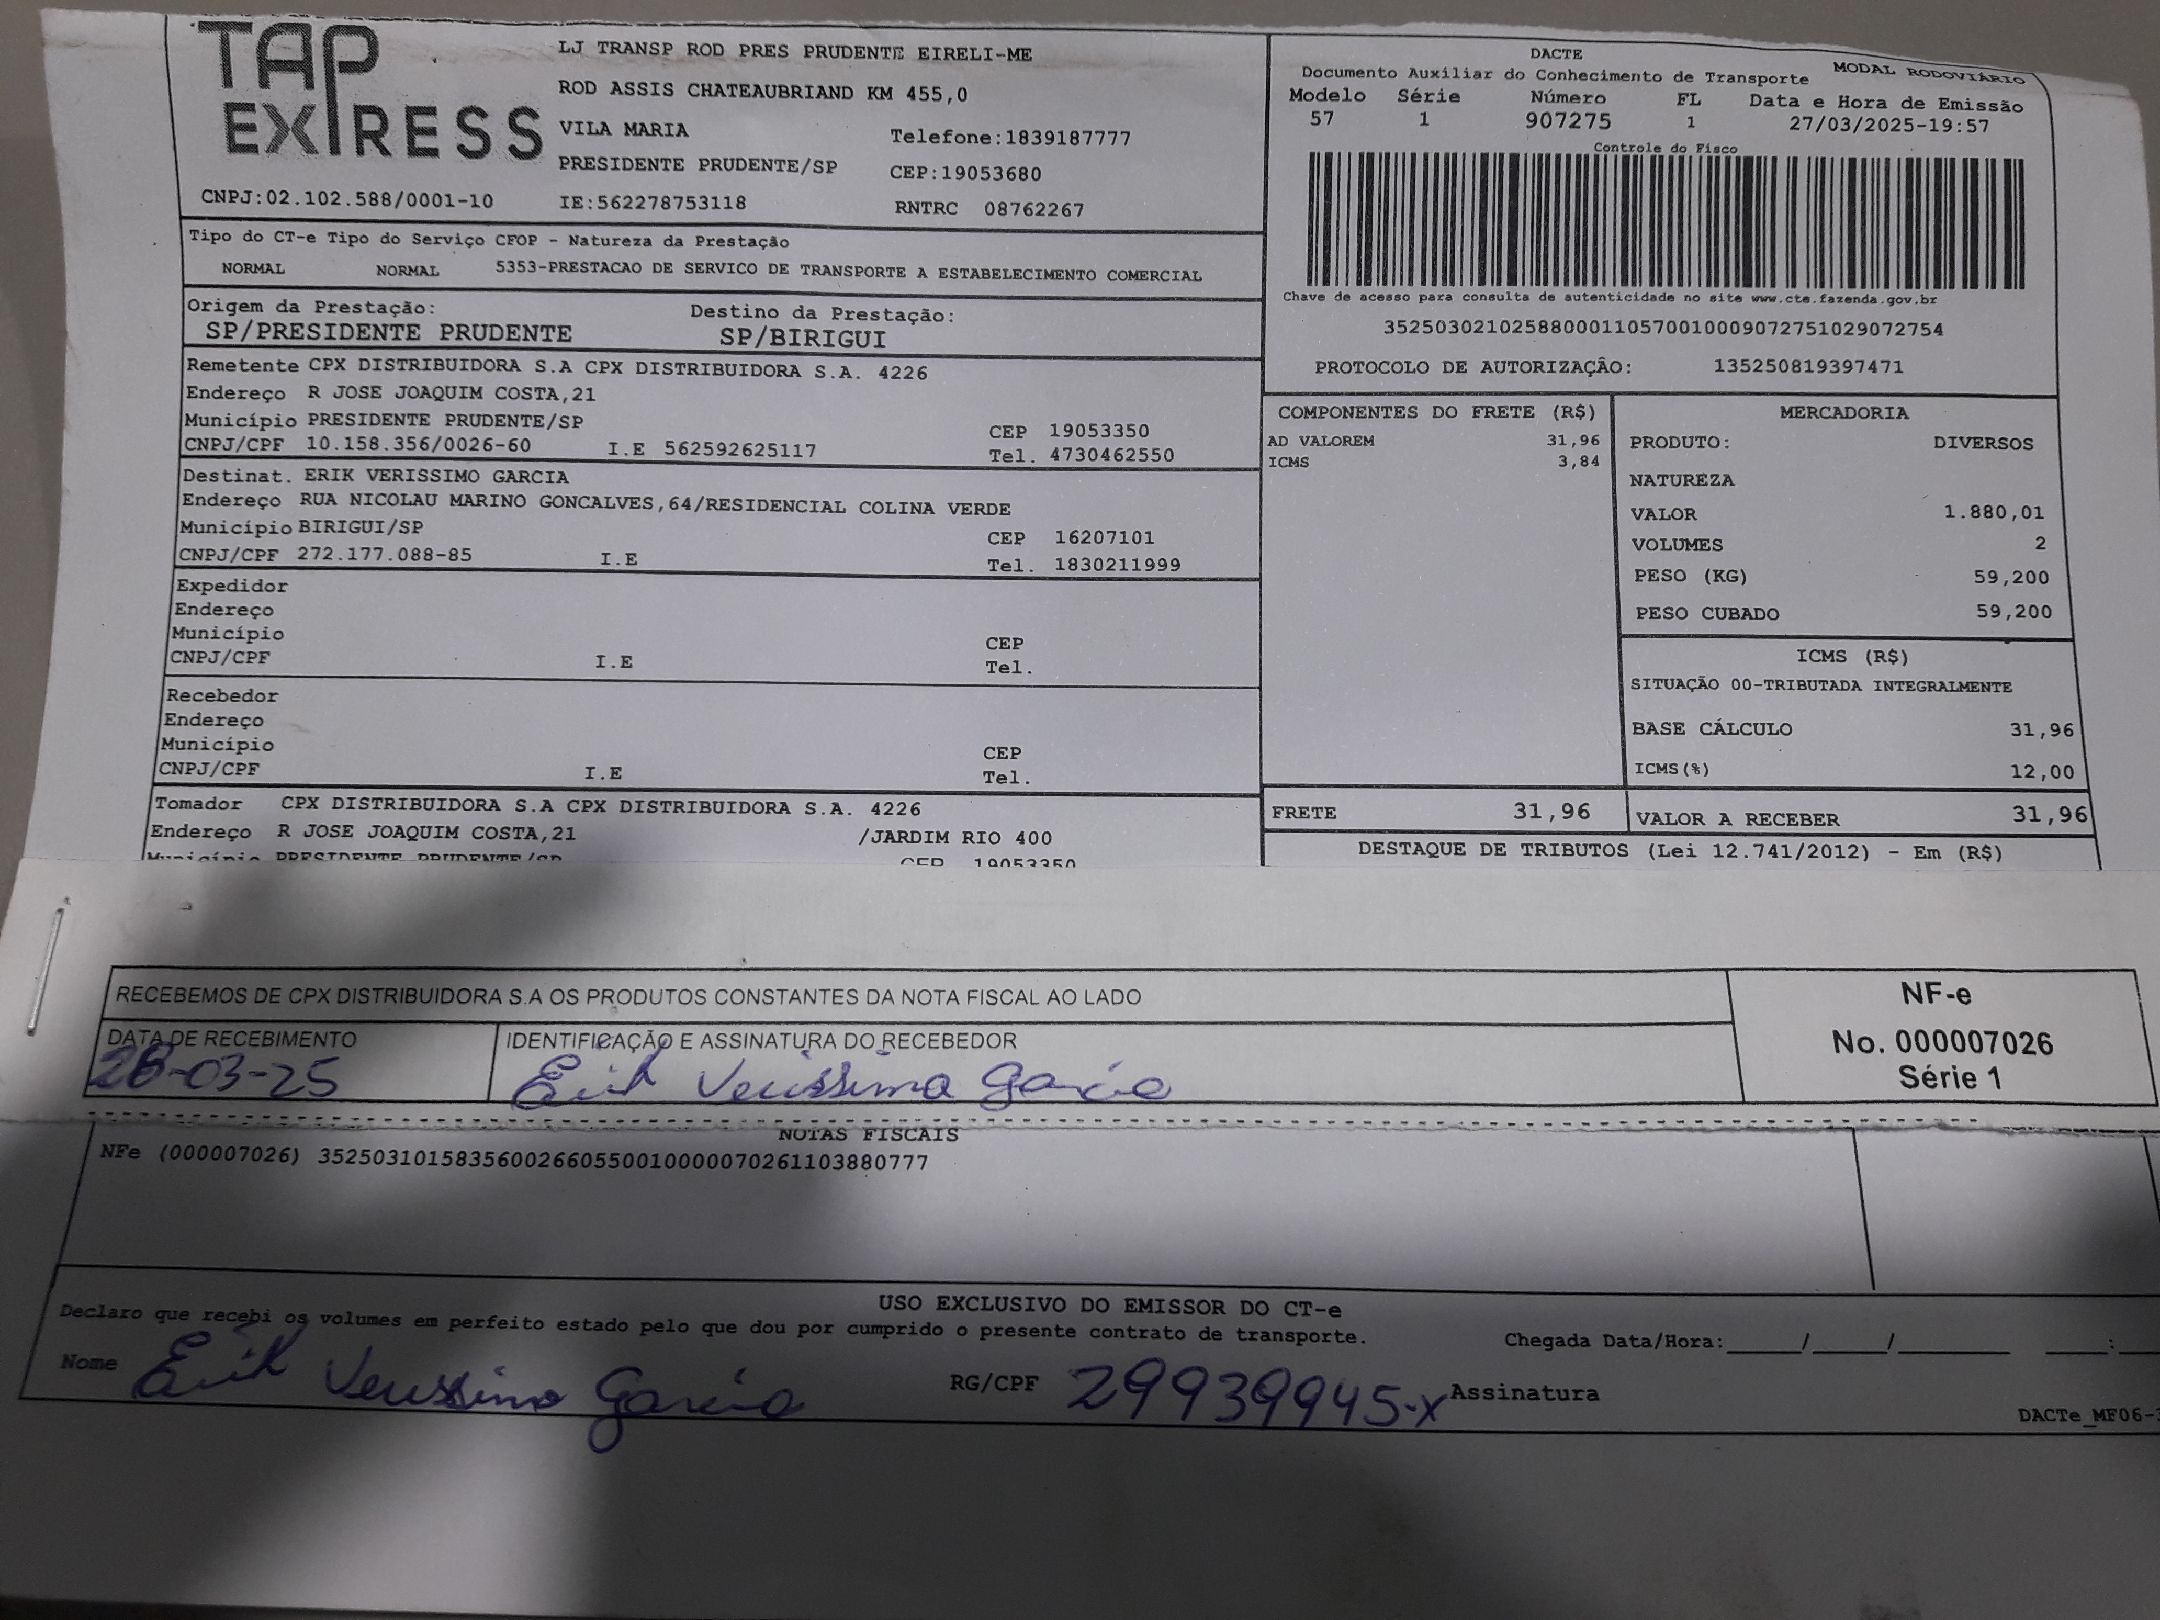 TAP
EXPRESS
LJ TRANSP ROD PRES PRUDENTE EIRELI-ME
ROD ASSIS CHATEAUBRIAND KM 455,0
VILA MARIA Telefone:1839187777
PRESIDENTE PRUDENTE/SP CEP:19053680
CNPJ:02.102.588/0001-10 IE:562278753118 RNTRC 08762267
DACTE
Documento Auxiliar do Conhecimento de Transporte MODAL RODOVIÁRIO
Modelo Série Número FL Data e Hora de Emissão
57 1 907275 1 27/03/2025-19:57
Controle do Fisco
Chave de acesso para consulta de autenticidade no site www.cte.fazenda.gov.br
35250302102588000110570010009072751029072754
PROTOCOLO DE AUTORIZAÇÃO: 135250819397471
Tipo do CT-e Tipo do Serviço CFOP - Natureza da Prestação
NORMAL NORMAL 5353-PRESTACAO DE SERVICO DE TRANSPORTE A ESTABELECIMENTO COMERCIAL
Origem da Prestação: Destino da Prestação:
SP/PRESIDENTE PRUDENTE SP/BIRIGUI
Remetente CPX DISTRIBUIDORA S.A CPX DISTRIBUIDORA S.A. 4226
Endereço R JOSE JOAQUIM COSTA,21
Município PRESIDENTE PRUDENTE/SP CEP 19053350
CNPJ/CPF 10.158.356/0026-60 I.E 562592625117 Tel. 4730462550
Destinat. ERIK VERISSIMO GARCIA
Endereço RUA NICOLAU MARINO GONCALVES,64/RESIDENCIAL COLINA VERDE
Município BIRIGUI/SP CEP 16207101
CNPJ/CPF 272.177.088-85 I.E Tel. 1830211999
Expedidor
Endereço
Município CEP
CNPJ/CPF I.E Tel.
Recebedor
Endereço
Município CEP
CNPJ/CPF I.E Tel.
Tomador CPX DISTRIBUIDORA S.A CPX DISTRIBUIDORA S.A. 4226
Endereço R JOSE JOAQUIM COSTA,21 /JARDIM RIO 400
Município PRESIDENTE PRUDENTE/SP CEP 19053350
COMPONENTES DO FRETE (R$)
AD VALOREM 31,96
ICMS 3,84
FRETE 31,96
MERCADORIA
PRODUTO: DIVERSOS
NATUREZA
VALOR 1.880,01
VOLUMES 2
PESO (KG) 59,200
PESO CUBADO 59,200
ICMS (R$)
SITUAÇÃO 00-TRIBUTADA INTEGRALMENTE
BASE CÁLCULO 31,96
ICMS(%) 12,00
VALOR A RECEBER 31,96
DESTAQUE DE TRIBUTOS (Lei 12.741/2012) - Em (R$)
RECEBEMOS DE CPX DISTRIBUIDORA S.A OS PRODUTOS CONSTANTES DA NOTA FISCAL AO LADO
DATA DE RECEBIMENTO IDENTIFICAÇÃO E ASSINATURA DO RECEBEDOR
28-03-25 Erik Verissimo Garcia
NF-e
No. 000007026
Série 1
NOTAS FISCAIS
NFe (000007026) 35250310158356002660550010000070261103880777
USO EXCLUSIVO DO EMISSOR DO CT-e
Declaro que recebi os volumes em perfeito estado pelo que dou por cumprido o presente contrato de transporte. Chegada Data/Hora:____/____/______ ___:
Nome Erik Verissimo Garcia RG/CPF 29939945-x Assinatura
DACTe_MF06-